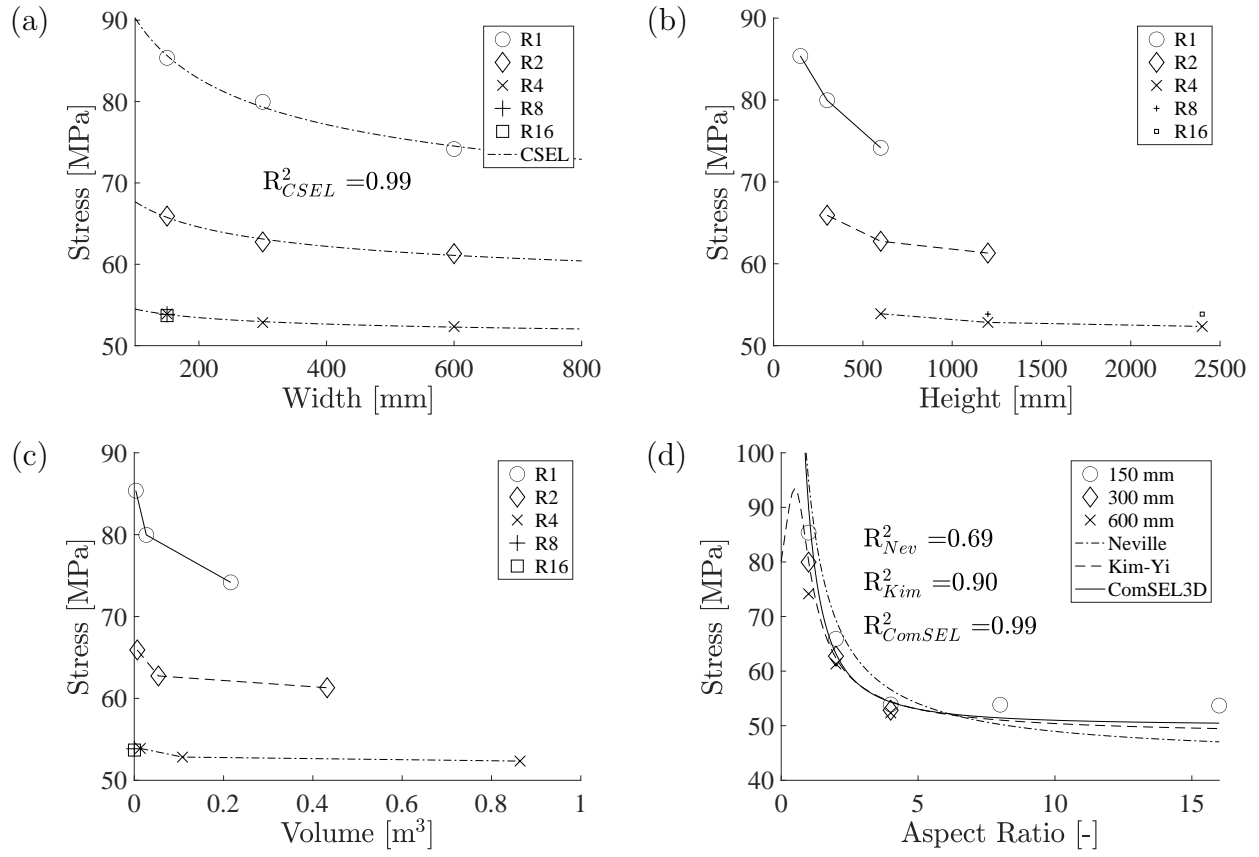 (a)
90
80
70
60
50
Stress [MPa]
200 400 600 800
Width [mm]
R1
R2
R4
R8
R16
CSEL
R²CSEL =0.99
(b)
90
80
70
60
50
Stress [MPa]
0 500 1000 1500 2000 2500
Height [mm]
R1
R2
R4
R8
R16
(c)
90
80
70
60
50
Stress [MPa]
0 0.2 0.4 0.6 0.8 1
Volume [m³]
R1
R2
R4
R8
R16
(d)
100
90
80
70
60
50
40
Stress [MPa]
0 5 10 15
Aspect Ratio [-]
150 mm
300 mm
600 mm
Neville
Kim-Yi
ComSEL3D
R²Nev =0.69
R²Kim =0.90
R²ComSEL =0.99